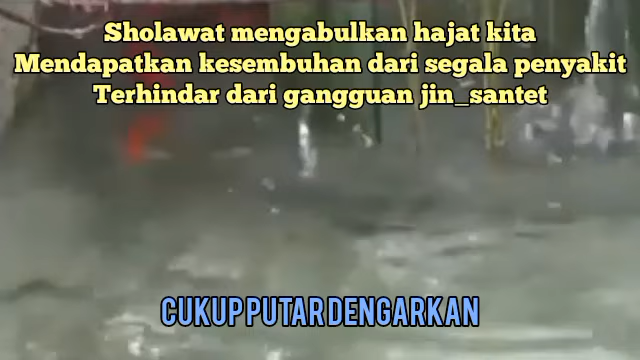 Sholawat mengabulkan hajat kita
Mendapatkan kesembuhan dari segala penyakit
Terhindar dari gangguan jin_santet
CUKUP PUTAR DENGARKAN